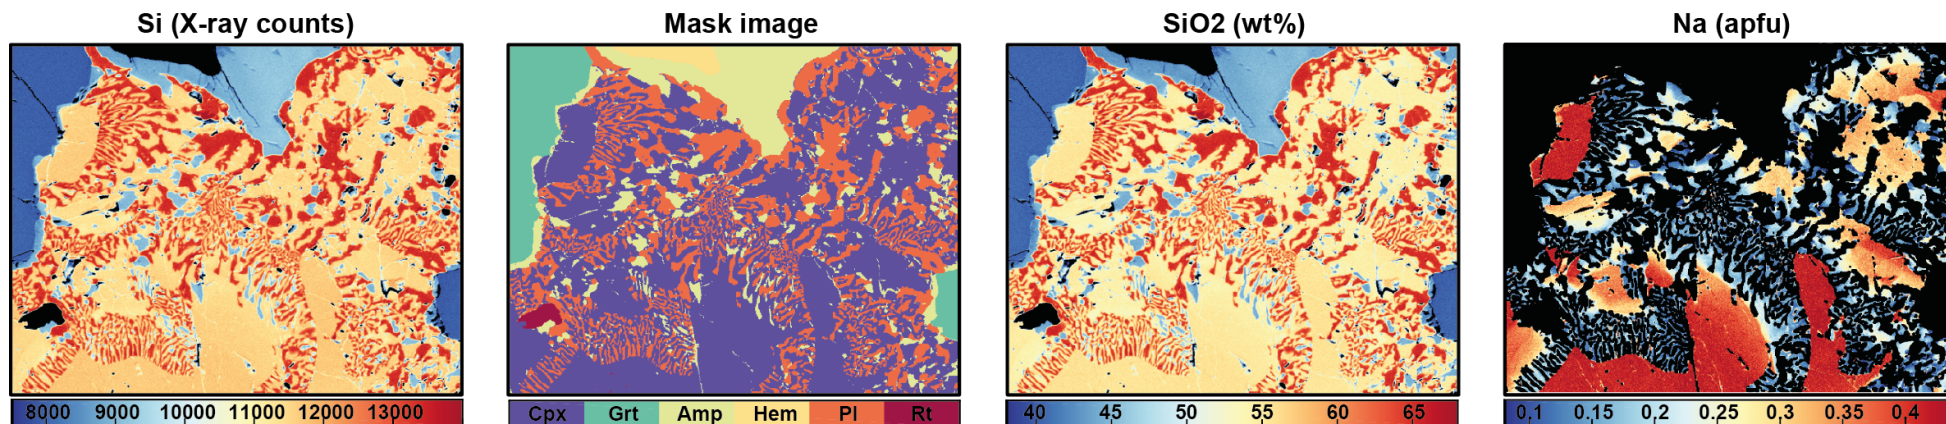 Si (X-ray counts)
Mask image
SiO2 (wt%)
Na (apfu)
8000 9000 10000 11000 12000 13000
Cpx Grt Amp Hem Pl Rt
40 45 50 55 60 65
0.1 0.15 0.2 0.25 0.3 0.35 0.4